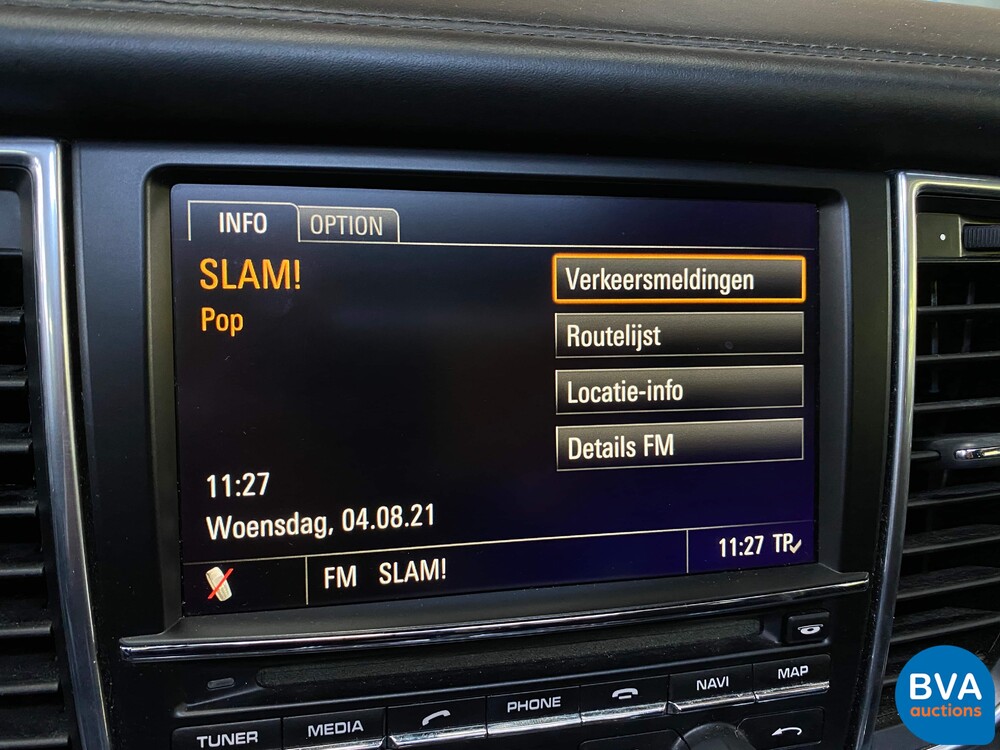 INFO OPTION
SLAM!
Pop
Verkeersmeldingen
Routelijst
Locatie-info
Details FM
11:27
Woensdag, 04.08.21
FM SLAM!
11:27 TP
TUNER MEDIA PHONE NAVI MAP
BVA
auctions